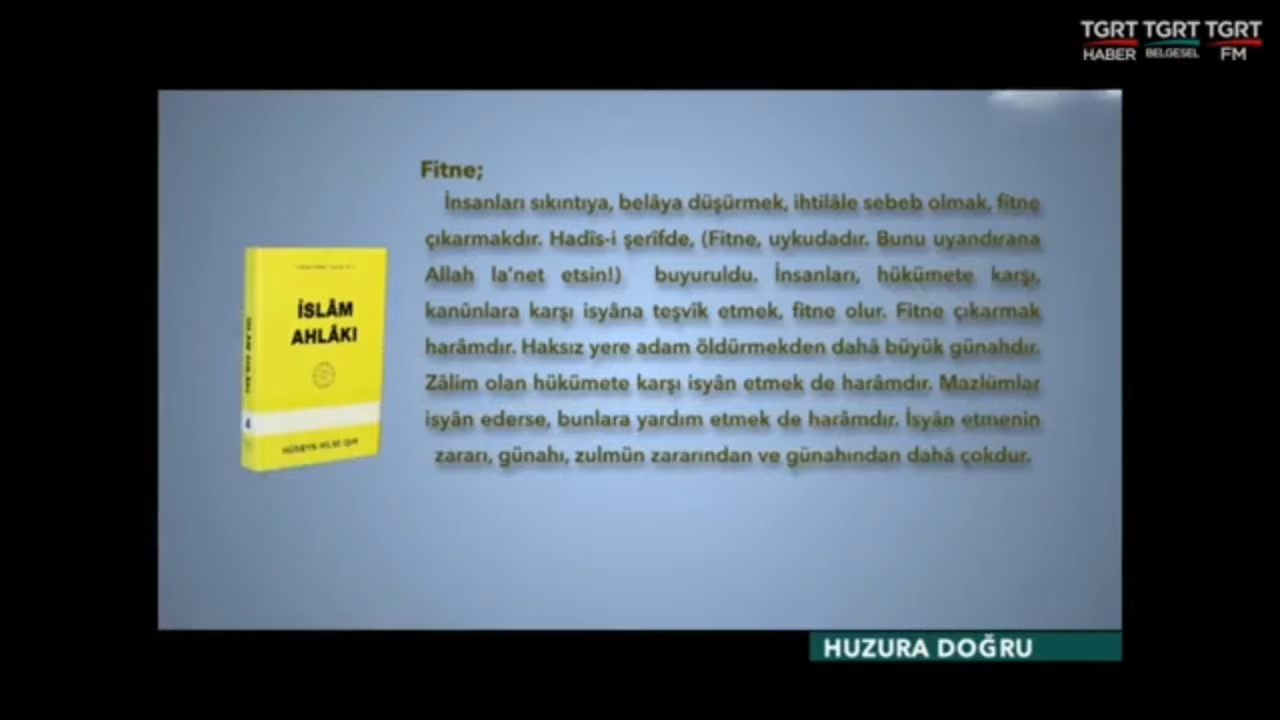 TGRT TGRT TGRT
HABER BELGESEL FM
Fitne;
İnsanları sıkıntıya, belâya düşürmek, ihtilâle sebeb olmak, fitne
çıkarmakdır. Hadîs-i şerîfde, (Fitne, uykudadır. Bunu uyandırana
Allah la'net etsin!) buyuruldu. İnsanları, hükûmete karşı,
kanûnlara karşı isyâna teşvîk etmek, fitne olur. Fitne çıkarmak
harâmdır. Haksız yere adam öldürmekden dahâ büyük günahdır.
Zâlim olan hükûmete karşı isyân etmek de harâmdır. Mazlûmlar
isyân ederse, bunlara yardım etmek de harâmdır. İsyân etmenin
zararı, günahı, zulmün zararından ve günahından dahâ çokdur.
İSLÂM
AHLÂKI
HÜSEYN HİLMİ IŞIK
HUZURA DOĞRU